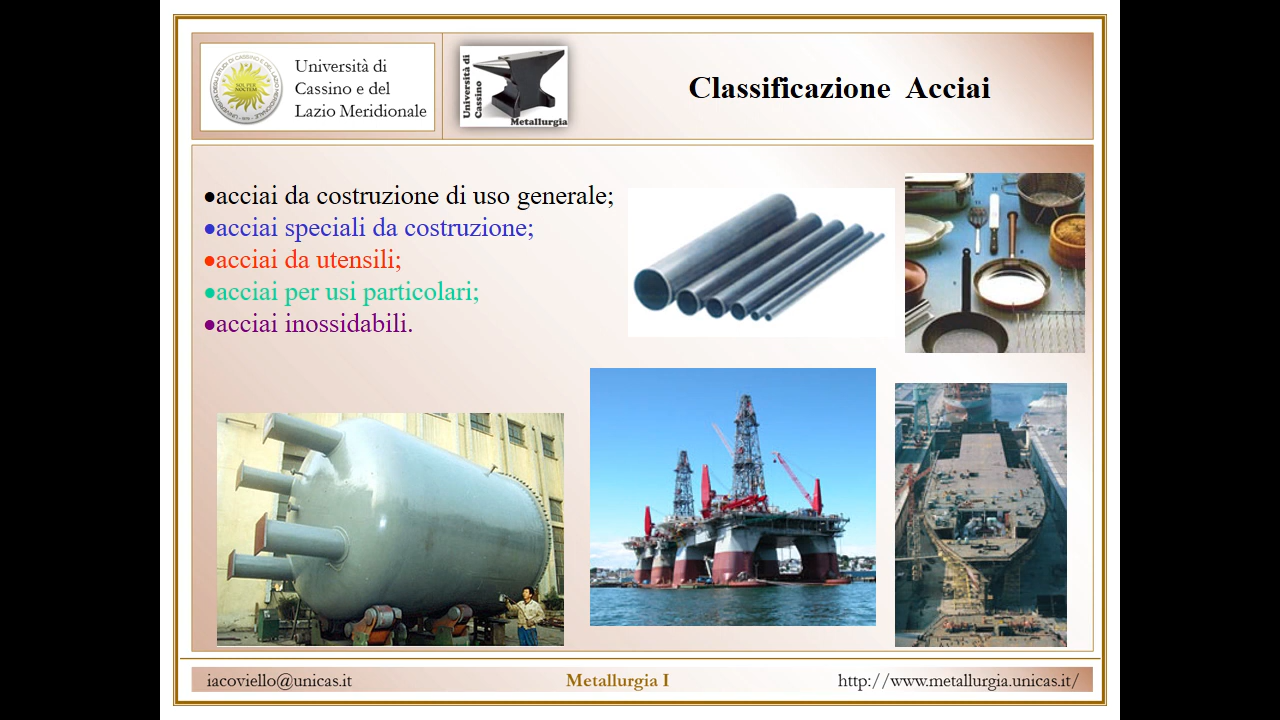 Università di
Cassino e del
Lazio Meridionale
Università di
Cassino
Metallurgia
Classificazione Acciai
•acciai da costruzione di uso generale;
•acciai speciali da costruzione;
•acciai da utensili;
•acciai per usi particolari;
•acciai inossidabili.
iacoviello@unicas.it
Metallurgia I
http://www.metallurgia.unicas.it/